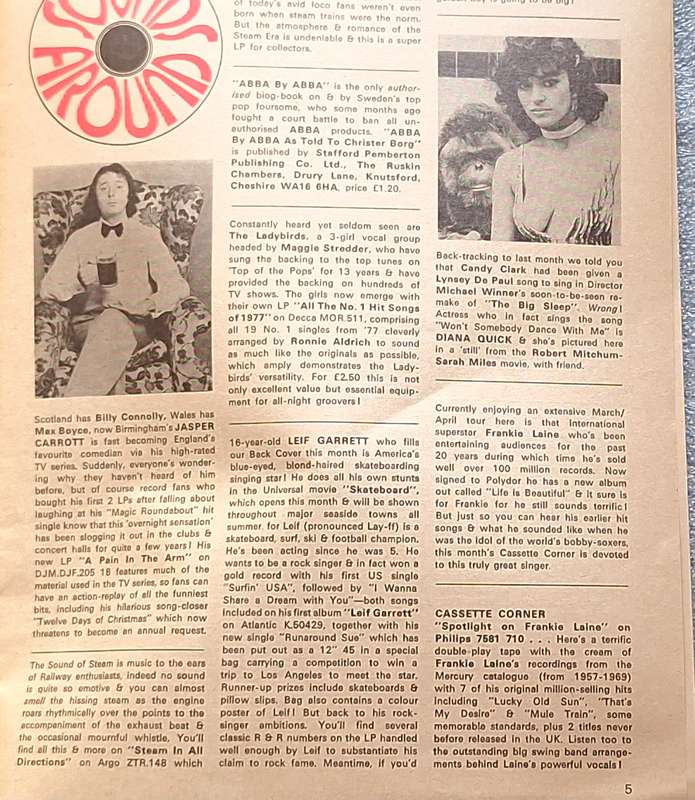 SOUNDS
AROUND
Scotland has Billy Connolly, Wales has
Max Boyce, now Birmingham's JASPER
CARROTT is fast becoming England's
favourite comedian via his high-rated
TV series. Suddenly, everyone's wonder-
ing why they haven't heard of him
before, but of course record fans who
bought his first 2 LPs after falling about
laughing at his "Magic Roundabout" hit
single know that this 'overnight sensation'
has been slogging it out in the clubs &
concert halls for quite a few years! His
new LP "A Pain In The Arm" on
DJM.DJF.205 18 features much of the
material used in the TV series, so fans can
have an action-replay of all the funniest
bits, including his hilarious song-closer
"Twelve Days of Christmas" which now
threatens to become an annual request.
The Sound of Steam is music to the ears
of Railway enthusiasts, indeed no sound
is quite so emotive & you can almost
smell the hissing steam as the engine
roars rhythmically over the points to the
accompaniment of the exhaust beat &
the occasional mournful whistle. You'll
find all this & more on "Steam In All
Directions" on Argo ZTR.148 which
of today's avid loco fans weren't even
born when steam trains were the norm.
But the atmosphere & romance of the
Steam Era is undeniable & this is a super
LP for collectors.
"ABBA By ABBA" is the only author-
ised biog-book on & by Sweden's top
pop foursome, who some months ago
fought a court battle to ban all un-
authorised ABBA products. "ABBA
By ABBA As Told To Christer Borg"
is published by Stafford Pemberton
Publishing Co. Ltd., The Ruskin
Chambers, Drury Lane, Knutsford,
Cheshire WA16 6HA, price £1.20.
Constantly heard yet seldom seen are
The Ladybirds, a 3-girl vocal group
headed by Maggie Stredder, who have
sung the backing to the top tunes on
'Top of the Pops' for 13 years & have
provided the backing on hundreds of
TV shows. The girls now emerge with
their own LP "All The No. 1 Hit Songs
of 1977" on Decca MOR.511, comprising
all 19 No. 1 singles from '77 cleverly
arranged by Ronnie Aldrich to sound
as much like the originals as possible,
which amply demonstrates the Lady-
birds' versatility. For £2.50 this is not
only excellent value but essential equip-
ment for all-night groovers!
16-year-old LEIF GARRETT who fills
our Back Cover this month is America's
blue-eyed, blond-haired skateboarding
singing star! He does all his own stunts
in the Universal movie "Skateboard",
which opens this month & will be shown
throughout major seaside towns all
summer, for Leif (pronounced Lay-ff) is a
skateboard, surf, ski & football champion.
He's been acting since he was 5. He
wants to be a rock singer & in fact won a
gold record with his first US single
"Surfin' USA", followed by "I Wanna
Share a Dream with You"—both songs
included on his first album "Leif Garrett"
on Atlantic K.50429, together with his
new single "Runaround Sue" which has
been put out as a 12" 45 in a special
bag carrying a competition to win a
trip to Los Angeles to meet the star.
Runner-up prizes include skateboards &
pillow slips. Bag also contains a colour
poster of Leif! But back to his rock-
singer ambitions. You'll find several
classic R & R numbers on the LP handled
well enough by Leif to substantiate his
claim to rock fame. Meantime, if you'd
Back-tracking to last month we told you
that Candy Clark had been given a
Lynsey De Paul song to sing in Director
Michael Winner's soon-to-be-seen re-
make of "The Big Sleep". Wrong!
Actress who in fact sings the song
"Won't Somebody Dance With Me" is
DIANA QUICK & she's pictured here
in a 'still' from the Robert Mitchum-
Sarah Miles movie, with friend.
Currently enjoying an extensive March/
April tour here is that International
superstar Frankie Laine who's been
entertaining audiences for the past
20 years during which time he's sold
well over 100 million records. Now
signed to Polydor he has a new album
out called "Life is Beautiful" & it sure is
for Frankie for he still sounds terrific!
But just so you can hear his earlier hit
songs & what he sounded like when he
was the idol of the world's bobby-soxers,
this month's Cassette Corner is devoted
to this truly great singer.
CASSETTE CORNER
"Spotlight on Frankie Laine" on
Philips 7581 710 . . . Here's a terrific
double-play tape with the cream of
Frankie Laine's recordings from the
Mercury catalogue (from 1957-1969)
with 7 of his original million-selling hits
including "Lucky Old Sun", "That's
My Desire" & "Mule Train", some
memorable standards, plus 2 titles never
before released in the UK. Listen too to
the outstanding big swing band arrange-
ments behind Laine's powerful vocals!
5